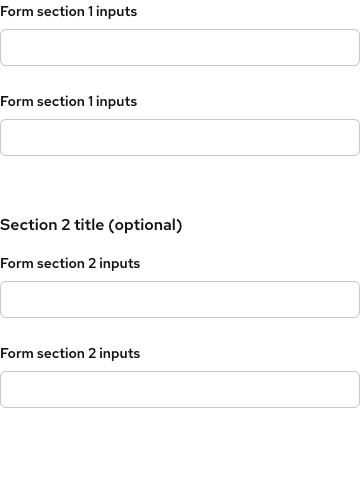 Form section 1 inputs
Form section 1 inputs
Section 2 title (optional)
Form section 2 inputs
Form section 2 inputs